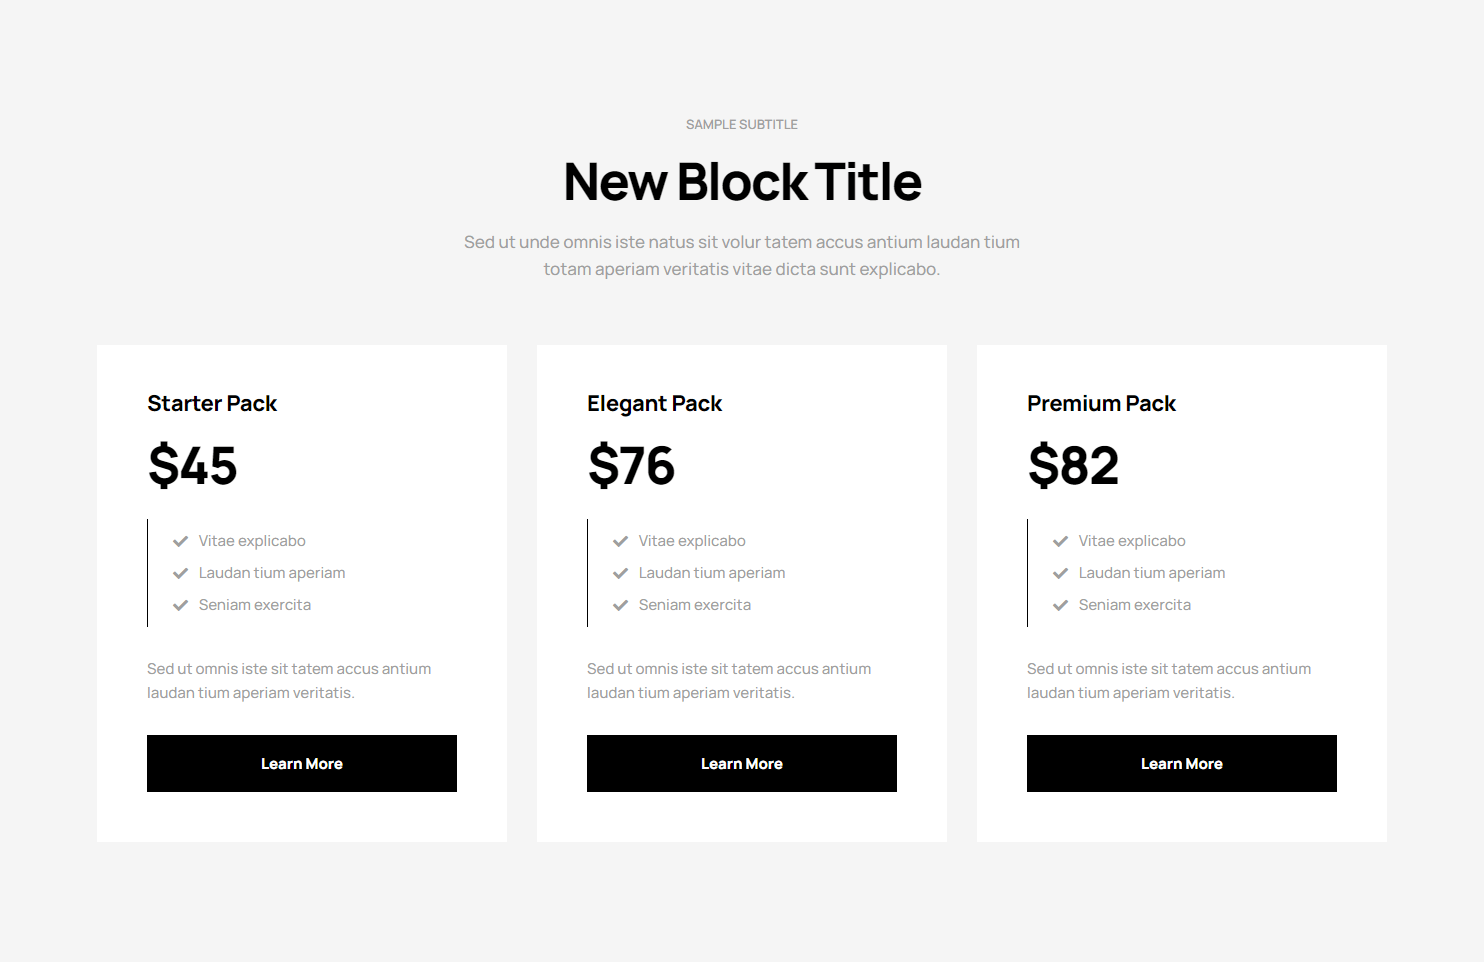 SAMPLE SUBTITLE
New Block Title
Sed ut unde omnis iste natus sit volur tatem accus antium laudan tium
totam aperiam veritatis vitae dicta sunt explicabo.
Starter Pack
$45
Vitae explicabo
Laudan tium aperiam
Seniam exercita
Sed ut omnis iste sit tatem accus antium
laudan tium aperiam veritatis.
Learn More
Elegant Pack
$76
Vitae explicabo
Laudan tium aperiam
Seniam exercita
Sed ut omnis iste sit tatem accus antium
laudan tium aperiam veritatis.
Learn More
Premium Pack
$82
Vitae explicabo
Laudan tium aperiam
Seniam exercita
Sed ut omnis iste sit tatem accus antium
laudan tium aperiam veritatis.
Learn More